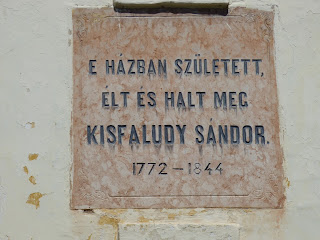 E HÁZBAN SZÜLETETT,
ÉLT ÉS HALT MEG
KISFALUDY SÁNDOR.
1772-1844